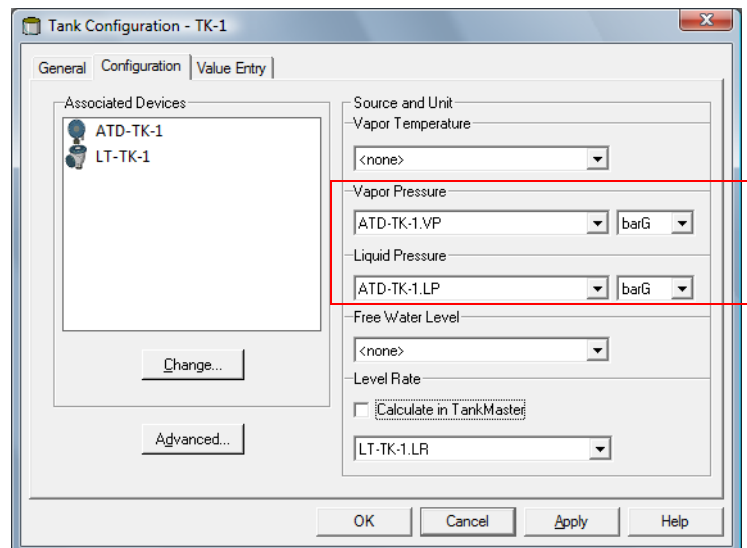 Tank Configuration - TK-1
General Configuration Value Entry
Associated Devices
ATD-TK-1
LT-TK-1
Change...
Advanced...
Source and Unit
Vapor Temperature
<none>
Vapor Pressure
ATD-TK-1.VP barG
Liquid Pressure
ATD-TK-1.LP barG
Free Water Level
<none>
Level Rate
Calculate in TankMaster
LT-TK-1.LR
OK Cancel Apply Help